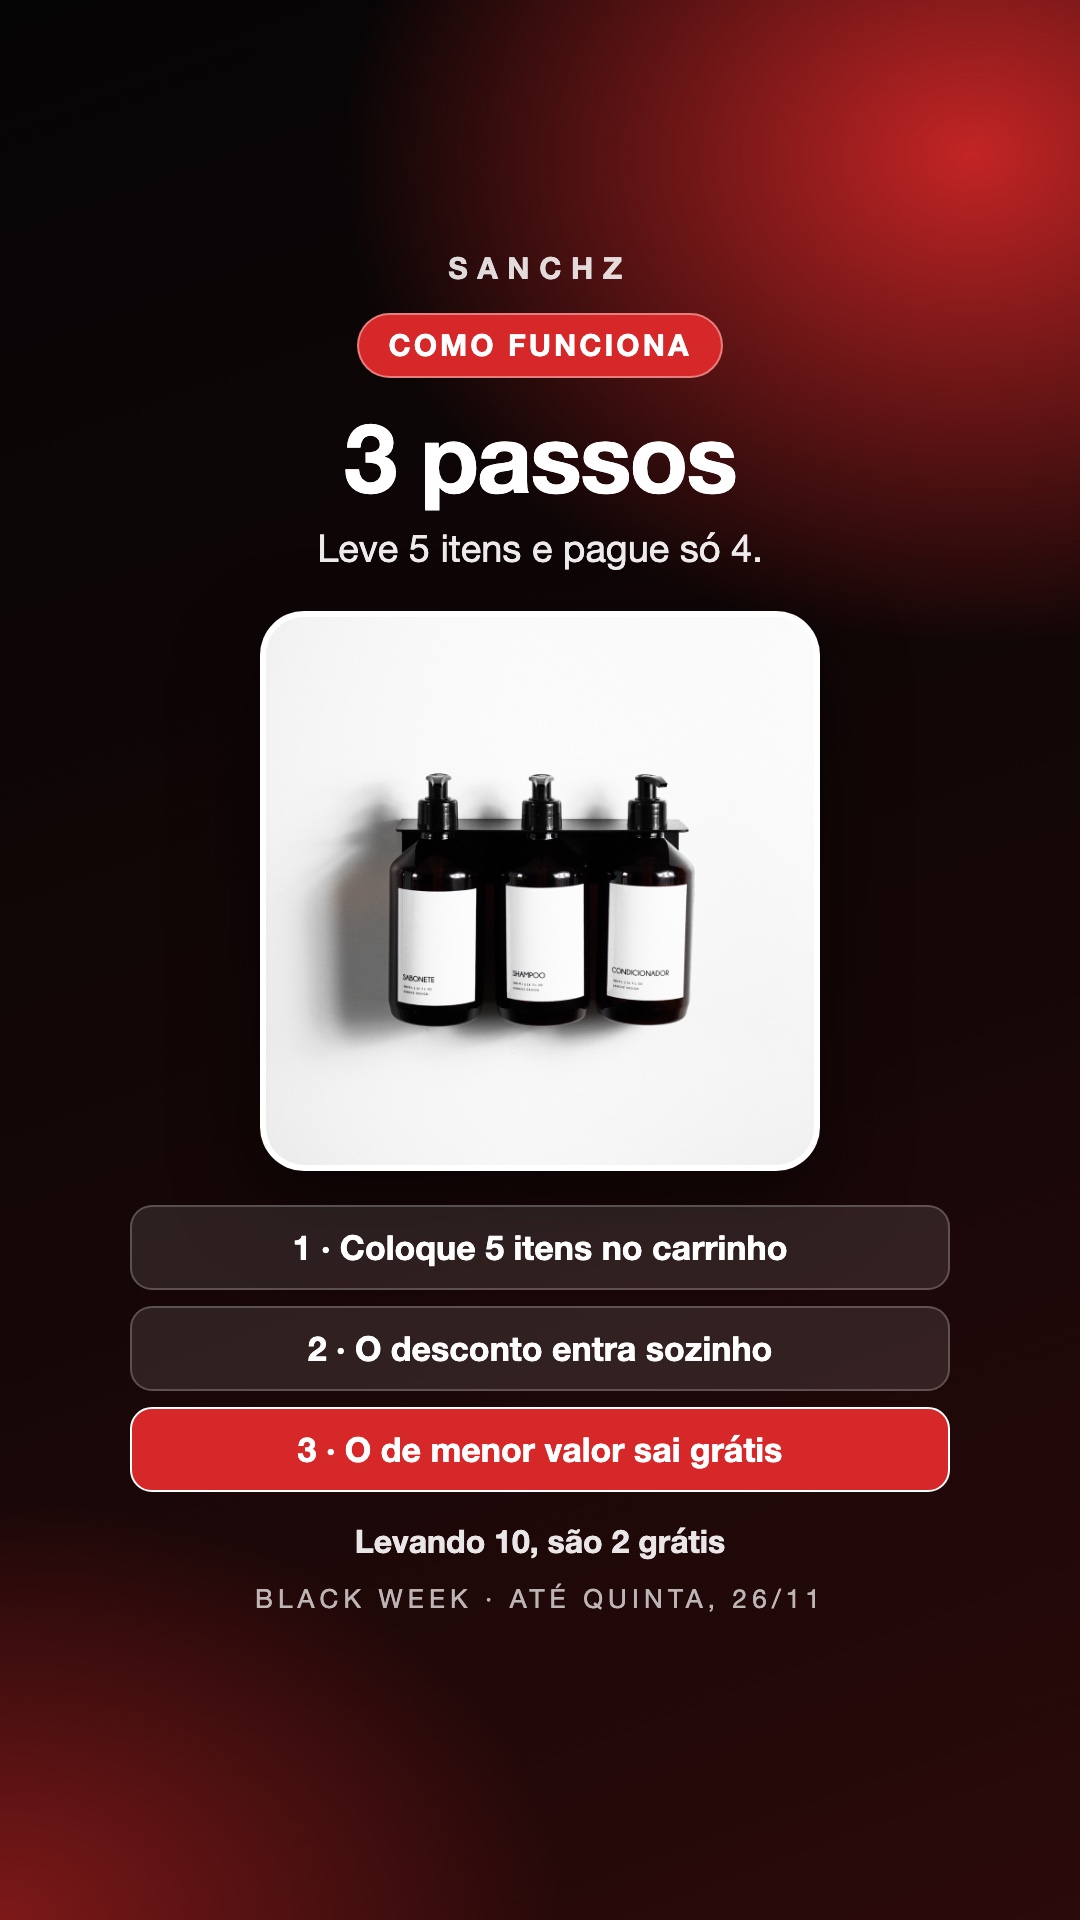 SANCHZ
COMO FUNCIONA
3 passos
Leve 5 itens e pague só 4.
SABONETE
SHAMPOO
CONDICIONADOR
1 · Coloque 5 itens no carrinho
2 · O desconto entra sozinho
3 · O de menor valor sai grátis
Levando 10, são 2 grátis
BLACK WEEK · ATÉ QUINTA, 26/11